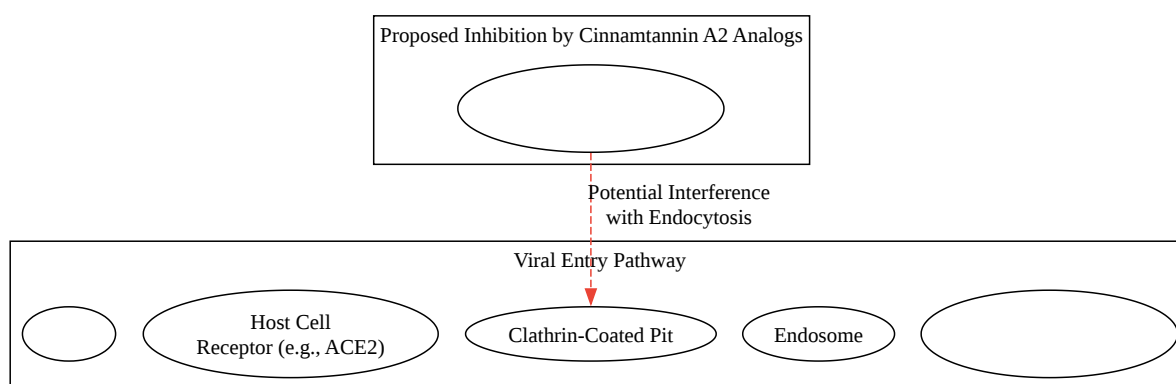 Proposed Inhibition by Cinnamtannin A2 Analogs
Potential Interference
with Endocytosis
Viral Entry Pathway
Host Cell
Receptor (e.g., ACE2)
Clathrin-Coated Pit
Endosome